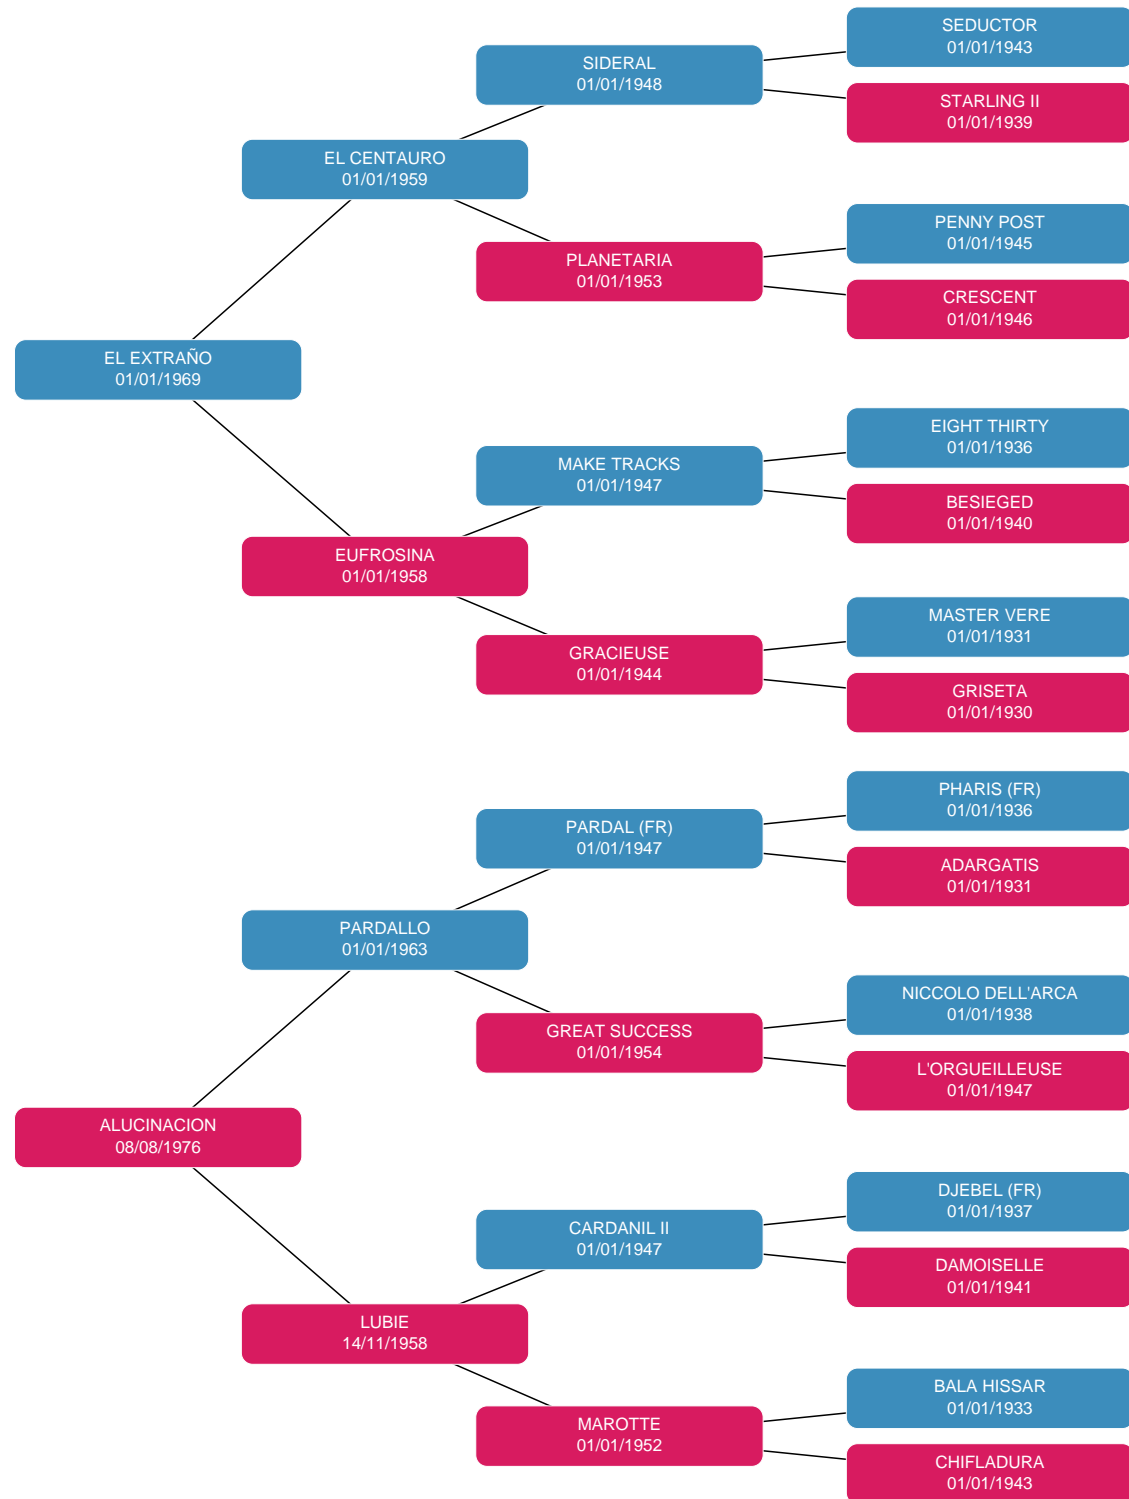 SEDUCTOR
01/01/1943
SIDERAL
01/01/1948
STARLING II
01/01/1939
EL CENTAURO
01/01/1959
PENNY POST
01/01/1945
PLANETARIA
01/01/1953
CRESCENT
01/01/1946
EL EXTRAÑO
01/01/1969
EIGHT THIRTY
01/01/1936
MAKE TRACKS
01/01/1947
BESIEGED
01/01/1940
EUFROSINA
01/01/1958
MASTER VERE
01/01/1931
GRACIEUSE
01/01/1944
GRISETA
01/01/1930
PHARIS (FR)
01/01/1936
PARDAL (FR)
01/01/1947
ADARGATIS
01/01/1931
PARDALLO
01/01/1963
NICCOLO DELL'ARCA
01/01/1938
GREAT SUCCESS
01/01/1954
L'ORGUEILLEUSE
01/01/1947
ALUCINACION
08/08/1976
DJEBEL (FR)
01/01/1937
CARDANIL II
01/01/1947
DAMOISELLE
01/01/1941
LUBIE
14/11/1958
BALA HISSAR
01/01/1933
MAROTTE
01/01/1952
CHIFLADURA
01/01/1943